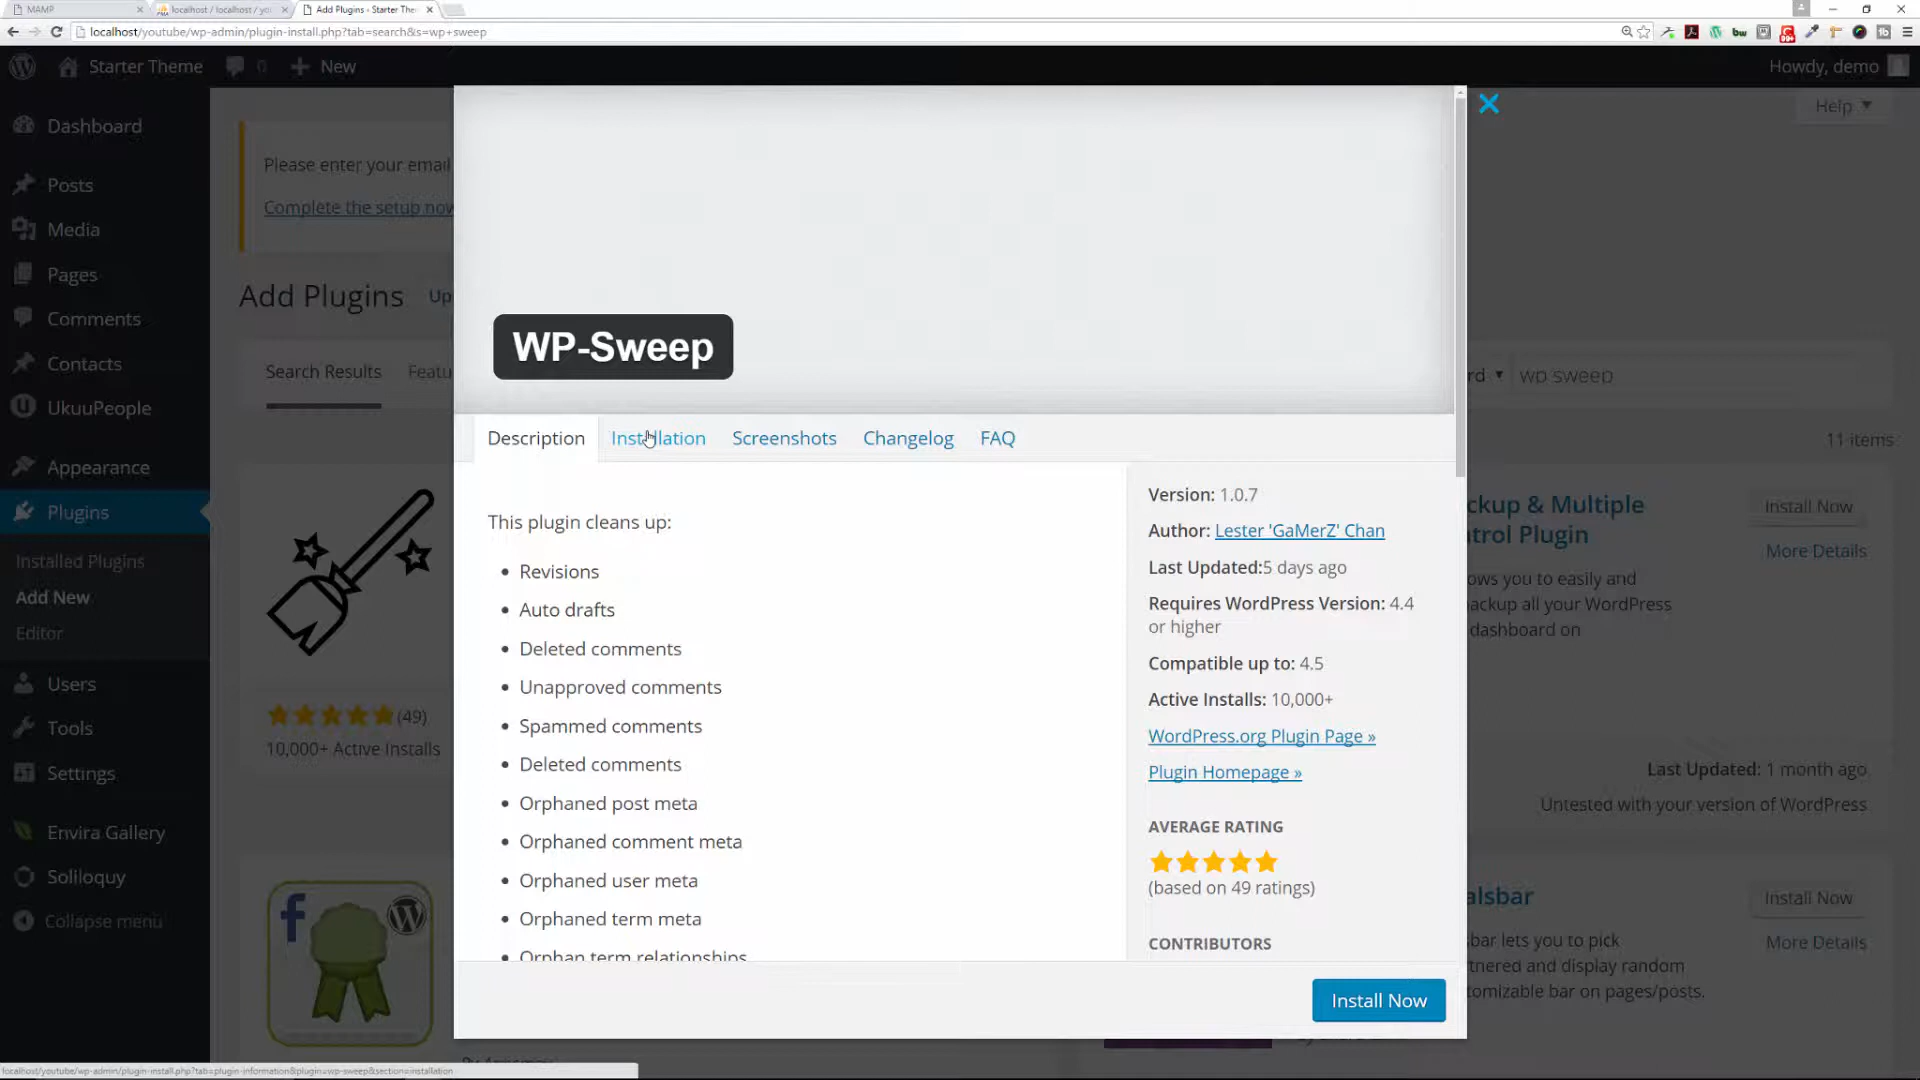 MAMP
localhost / localhost / you
Add Plugins - Starter The
localhost/youtube/wp-admin/plugin-install.php?tab=search&s=wp+sweep
Starter Theme
0
New
Howdy, demo
Help
Dashboard
Posts
Media
Pages
Comments
Contacts
UkuuPeople
Appearance
Plugins
Installed Plugins
Add New
Editor
Users
Tools
Settings
Envira Gallery
Soliloquy
Collapse menu
Please enter your email
Complete the setup now
Add Plugins Up
Search Results Featu
(49)
10,000+ Active Installs
WP-Sweep
Description Installation Screenshots Changelog FAQ
This plugin cleans up:
• Revisions
• Auto drafts
• Deleted comments
• Unapproved comments
• Spammed comments
• Deleted comments
• Orphaned post meta
• Orphaned comment meta
• Orphaned user meta
• Orphaned term meta
• Orphan term relationships
Version: 1.0.7
Author: Lester 'GaMerZ' Chan
Last Updated:5 days ago
Requires WordPress Version: 4.4
or higher
Compatible up to: 4.5
Active Installs: 10,000+
WordPress.org Plugin Page »
Plugin Homepage »
AVERAGE RATING
(based on 49 ratings)
CONTRIBUTORS
Install Now
rd wp sweep
11 items
ckup & Multiple
trol Plugin
Install Now
More Details
ows you to easily and
ackup all your WordPress
dashboard on
Last Updated: 1 month ago
Untested with your version of WordPress
alsbar
Install Now
More Details
bar lets you to pick
rtnered and display random
tomizable bar on pages/posts.
localhost/youtube/wp-admin/plugin-install.php?tab=plugin-information&plugin=wp-sweep&section=installation